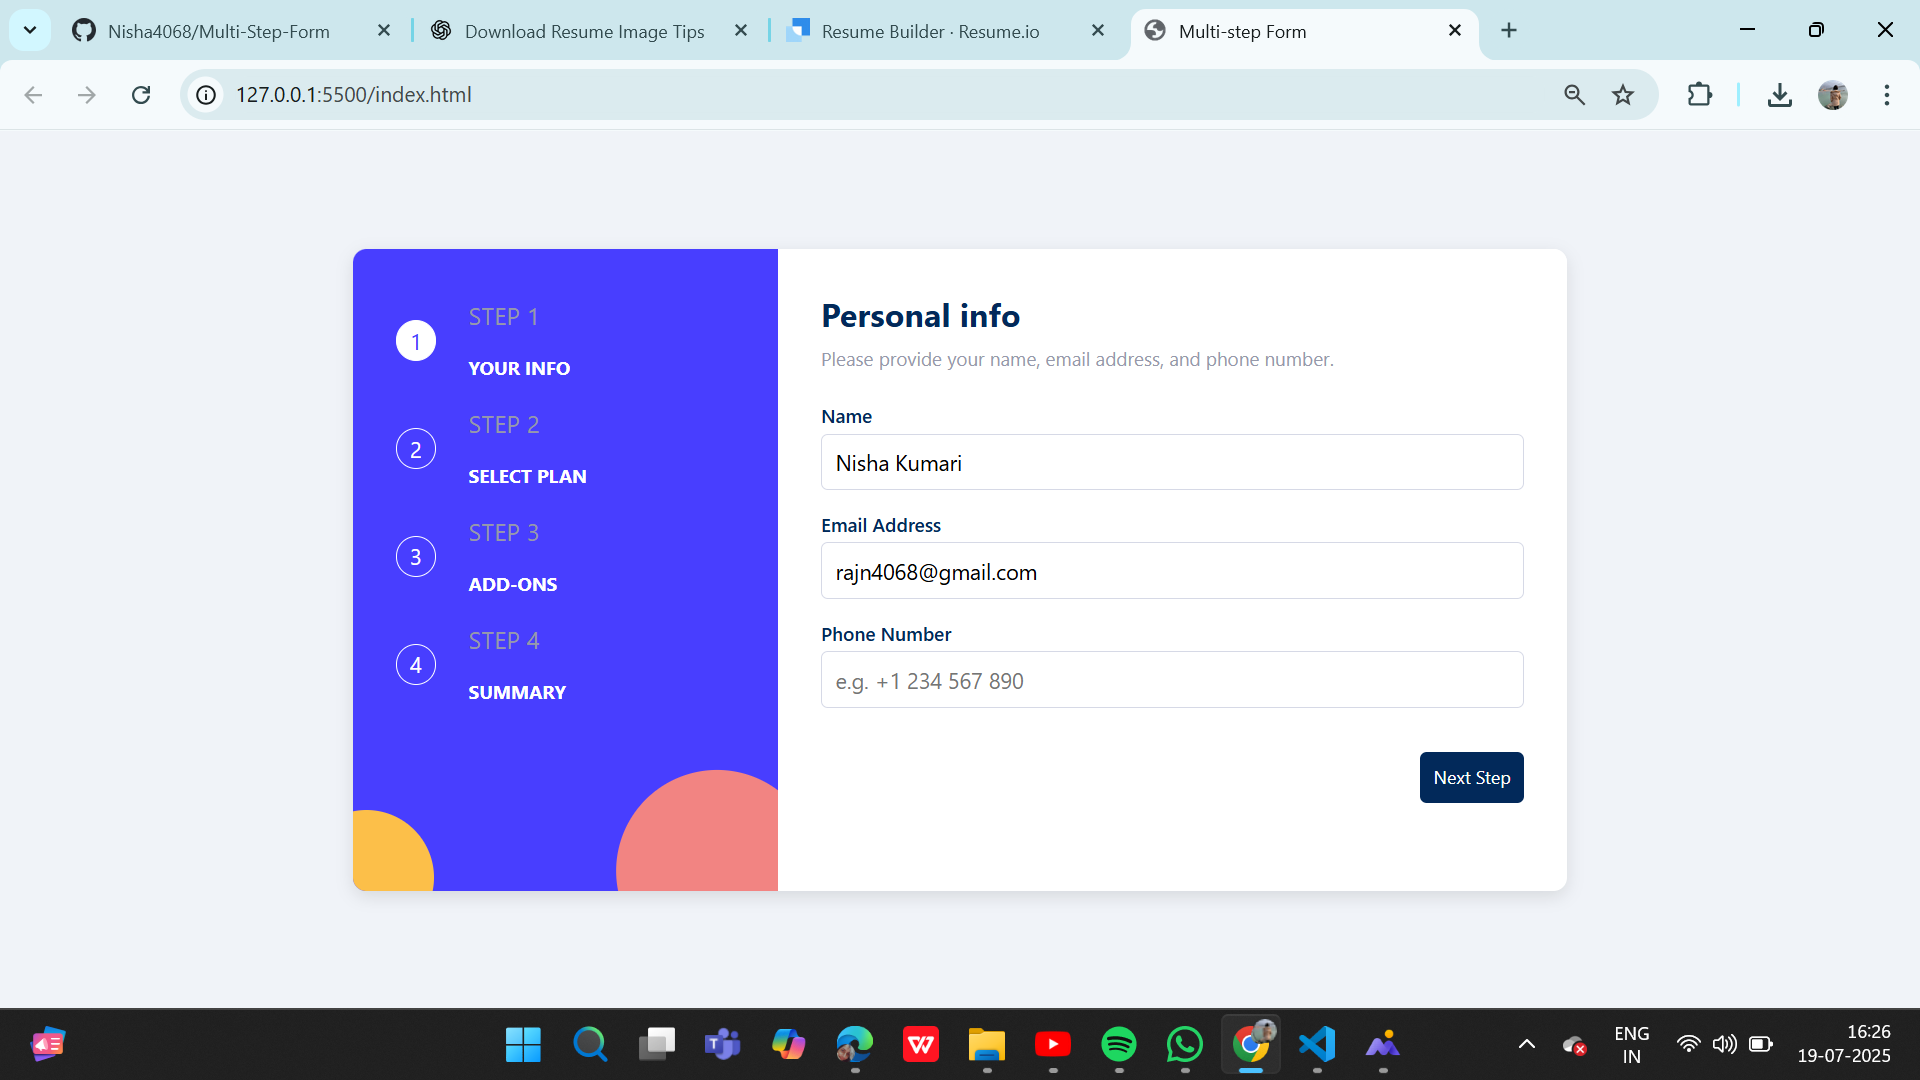 Nisha4068/Multi-Step-Form
Download Resume Image Tips
Resume Builder · Resume.io
Multi-step Form
127.0.0.1:5500/index.html
1
STEP 1
YOUR INFO
2
STEP 2
SELECT PLAN
3
STEP 3
ADD-ONS
4
STEP 4
SUMMARY
Personal info
Please provide your name, email address, and phone number.
Name
Nisha Kumari
Email Address
rajn4068@gmail.com
Phone Number
e.g. +1 234 567 890
Next Step
ENG
IN
16:26
19-07-2025